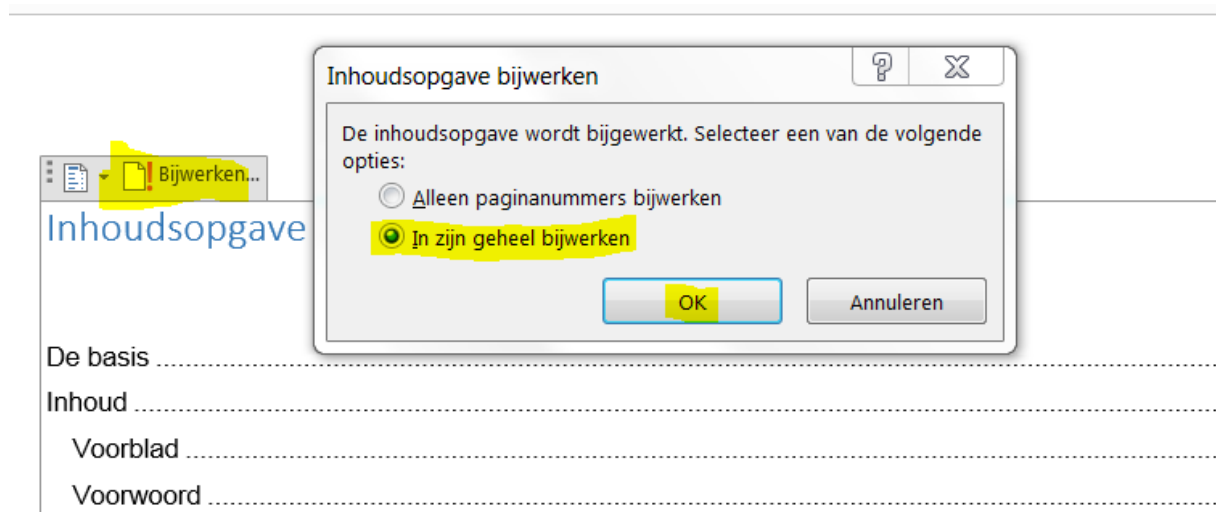 Inhoudsopgave bijwerken
De inhoudsopgave wordt bijgewerkt. Selecteer een van de volgende
opties:
Alleen paginanummers bijwerken
In zijn geheel bijwerken
OK Annuleren
Bijwerken...
Inhoudsopgave
De basis ........................................................................
Inhoud ........................................................................
Voorblad ........................................................................
Voorwoord ........................................................................